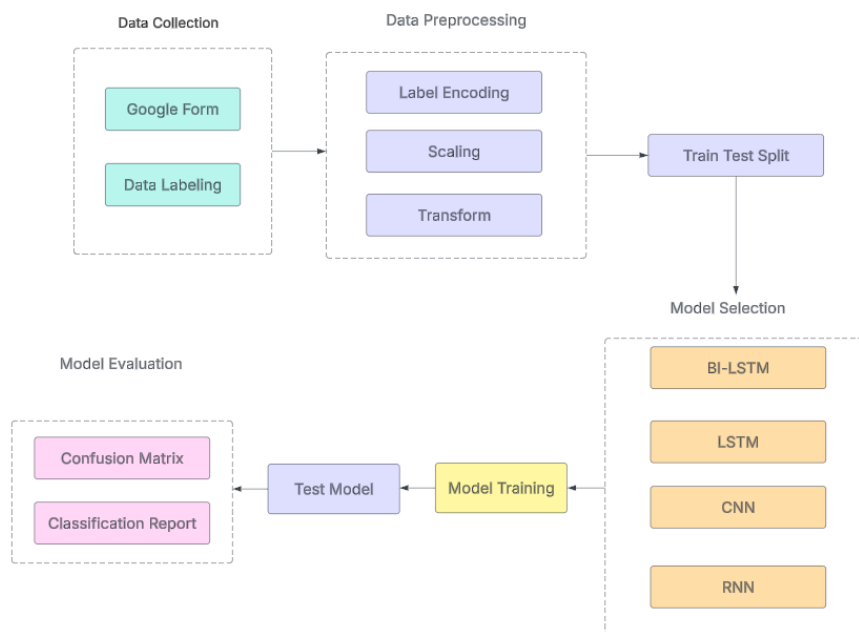 Data Collection
Google Form
Data Labeling
Data Preprocessing
Label Encoding
Scaling
Transform
Train Test Split
Model Selection
BI-LSTM
LSTM
CNN
RNN
Model Training
Test Model
Model Evaluation
Confusion Matrix
Classification Report